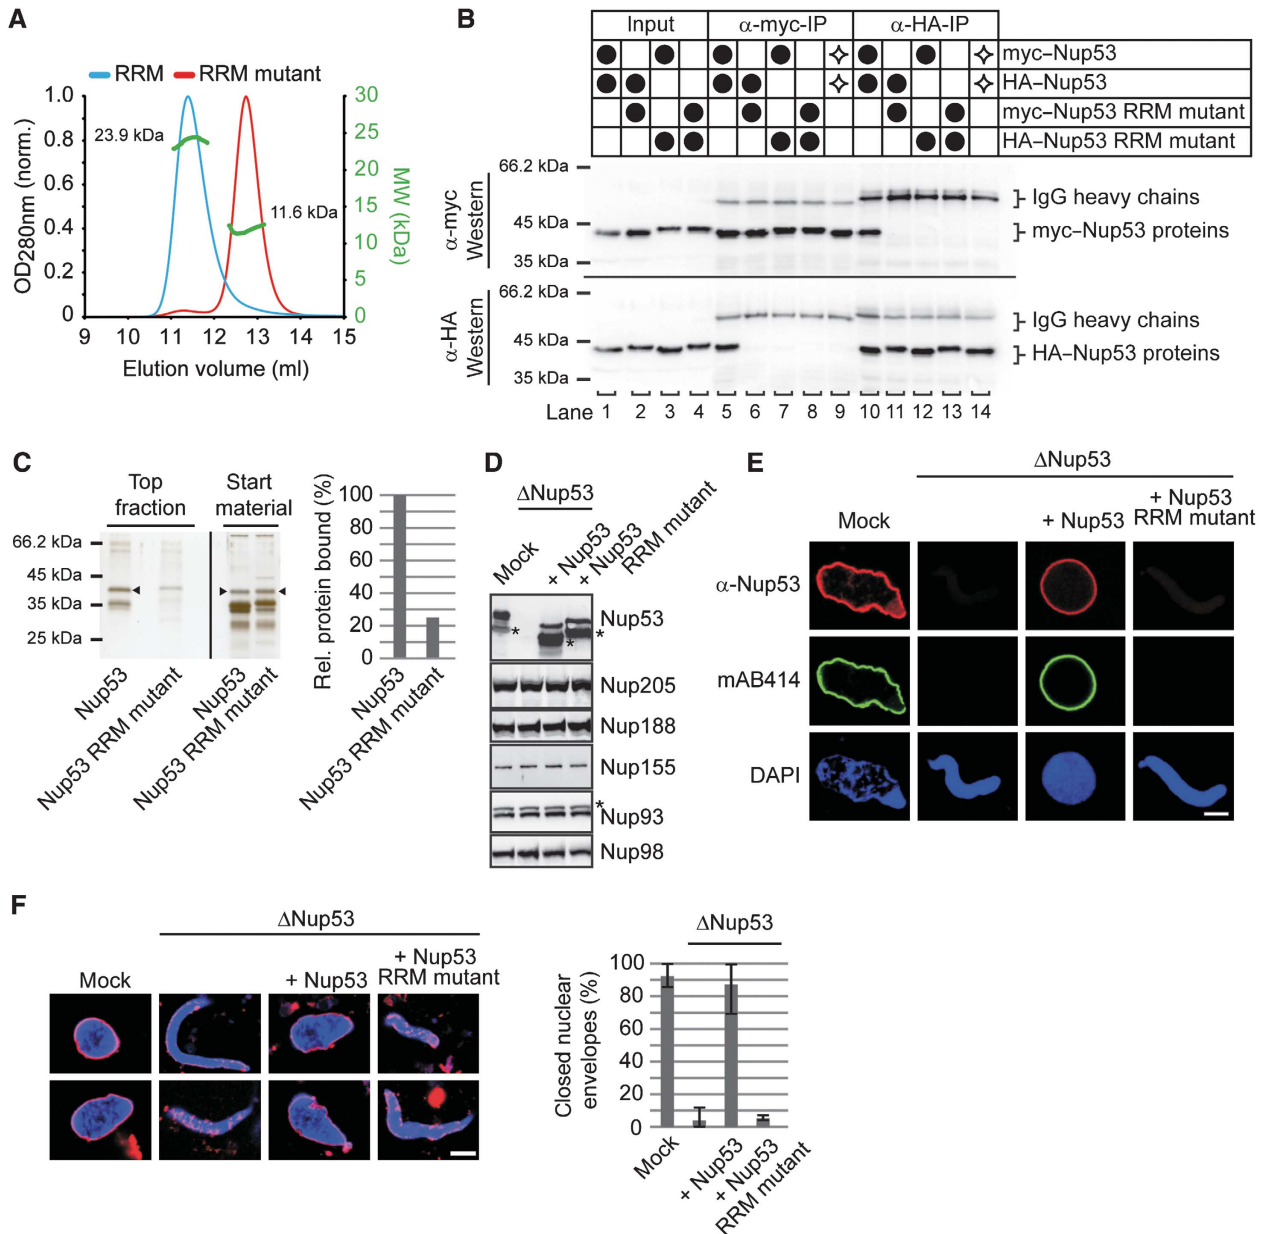 A
RRM
RRM mutant
1.0
0.8
0.6
0.4
0.2
0
30
25
20
15
10
5
0
23.9 kDa
11.6 kDa
OD280nm (norm.)
MW (kDa)
9 10 11 12 13 14 15
Elution volume (ml)
B
Input
α-myc-IP
α-HA-IP
myc–Nup53
HA–Nup53
myc–Nup53 RRM mutant
HA–Nup53 RRM mutant
α-myc
Western
66.2 kDa
45 kDa
35 kDa
IgG heavy chains
myc–Nup53 proteins
α-HA
Western
66.2 kDa
45 kDa
35 kDa
IgG heavy chains
HA–Nup53 proteins
Lane 1 2 3 4 5 6 7 8 9 10 11 12 13 14
C
Top
fraction
Start
material
66.2 kDa
45 kDa
35 kDa
25 kDa
Nup53
Nup53 RRM mutant
Nup53
Nup53 RRM mutant
Rel. protein bound (%)
100
80
60
40
20
0
Nup53
Nup53 RRM mutant
D
ΔNup53
Mock
+ Nup53
+ Nup53
RRM mutant
Nup53
*
*
*
Nup205
Nup188
Nup155
*
Nup93
Nup98
E
ΔNup53
Mock
+ Nup53
+ Nup53
RRM mutant
α-Nup53
mAB414
DAPI
F
ΔNup53
Mock
+ Nup53
+ Nup53
RRM mutant
ΔNup53
Closed nuclear
envelopes (%)
100
80
60
40
20
0
Mock
+ Nup53
+ Nup53
RRM mutant